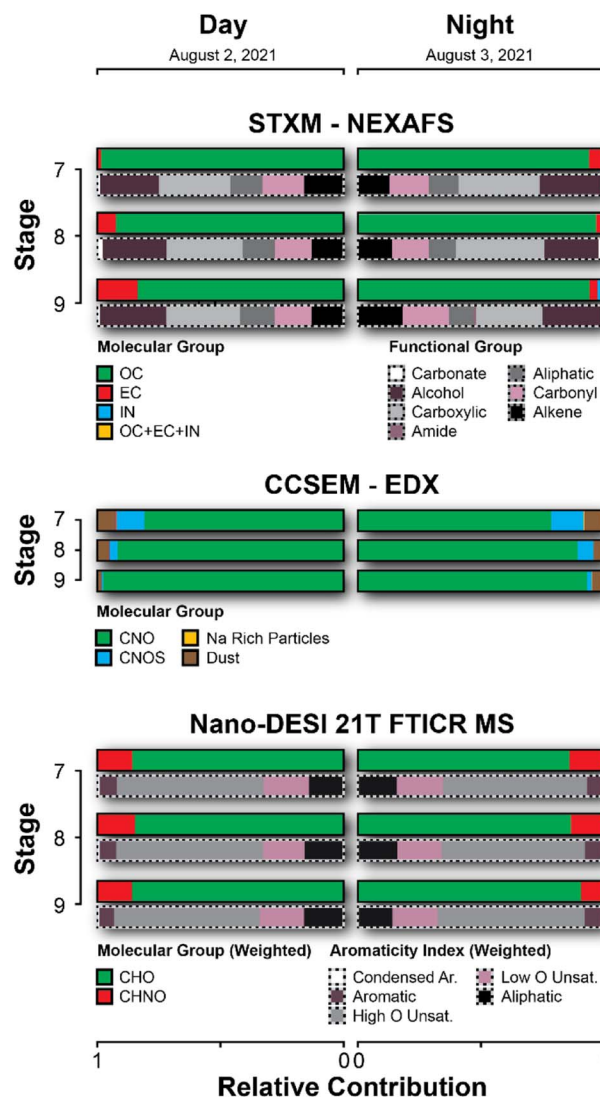 Day Night
August 2, 2021 August 3, 2021
STXM - NEXAFS
Stage
7
8
9
Molecular Group
OC
EC
IN
OC+EC+IN
Functional Group
Carbonate
Alcohol
Carboxylic
Amide
Aliphatic
Carbonyl
Alkene
CCSEM - EDX
Stage
7
8
9
Molecular Group
CNO
CNOS
Na Rich Particles
Dust
Nano-DESI 21T FTICR MS
Stage
7
8
9
Molecular Group (Weighted)
CHO
CHNO
Aromaticity Index (Weighted)
Condensed Ar.
Aromatic
High O Unsat.
Low O Unsat.
Aliphatic
1 0 0
Relative Contribution